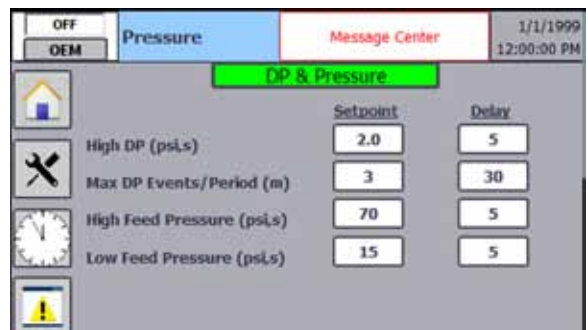 OFF
OEM
Pressure
Message Center
1/1/1999
12:00:00 PM
DP & Pressure
Setpoint Delay
High DP (psi,s) 2.0 5
Max DP Events/Period (m) 3 30
High Feed Pressure (psi,s) 70 5
Low Feed Pressure (psi,s) 15 5